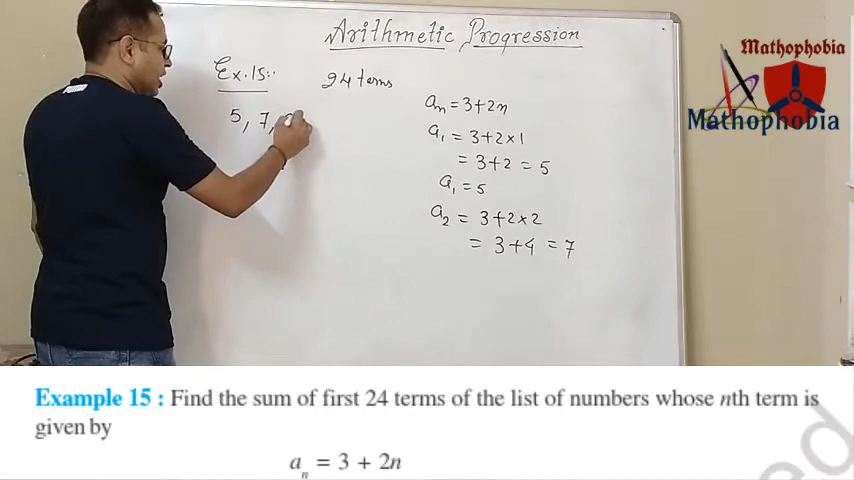 Arithmetic Progression
Ex.15:-
24 terms
5, 7,
an = 3+2n
a1 = 3+2×1
= 3+2 = 5
a1 = 5
a2 = 3+2×2
= 3+4 = 7
Mathophobia
Mathophobia
Example 15 : Find the sum of first 24 terms of the list of numbers whose nth term is
given by
an = 3 + 2n